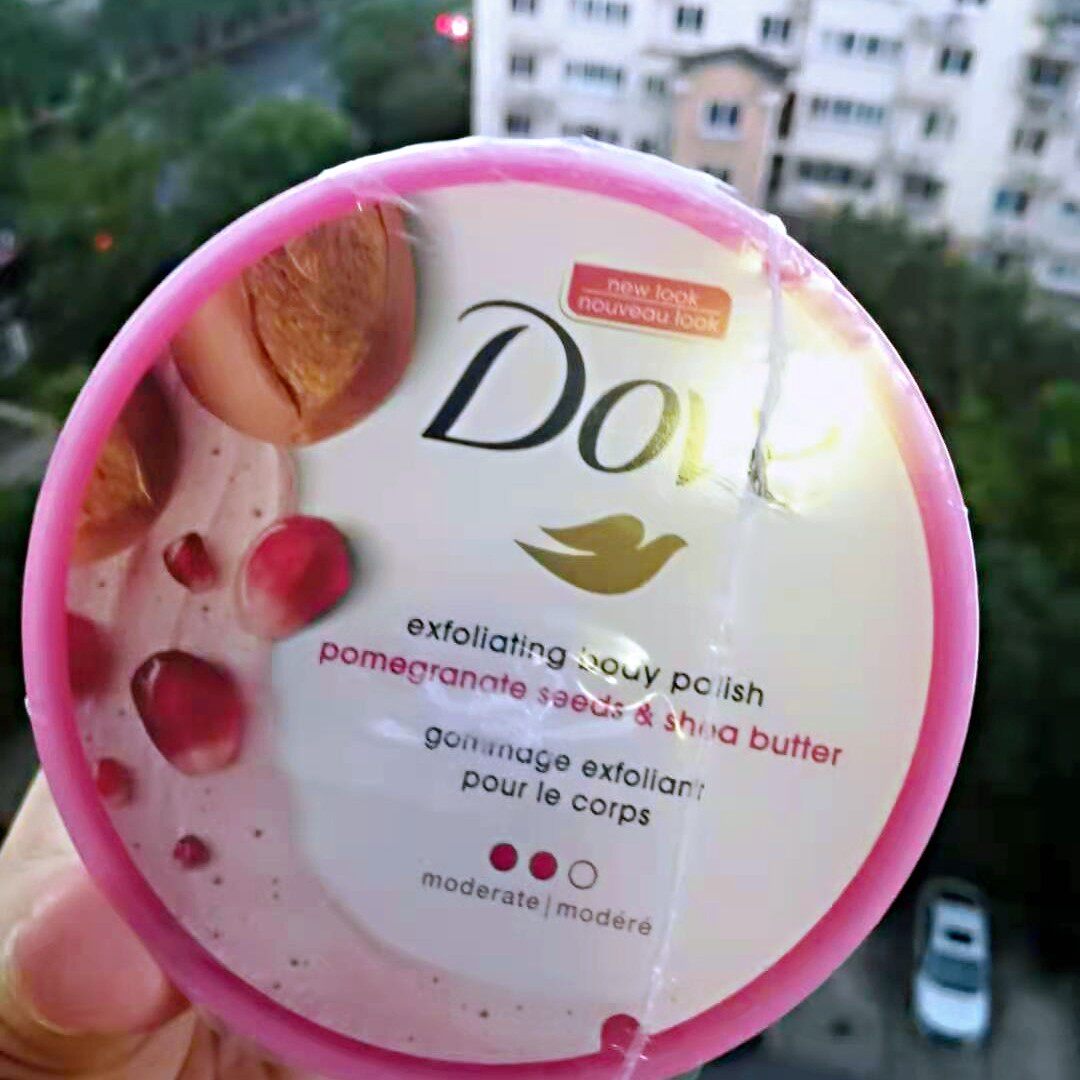 new look
nouveau look
Dove
exfoliating body polish
pomegranate seeds & shea butter
gommage exfoliant
pour le corps
moderate | modéré